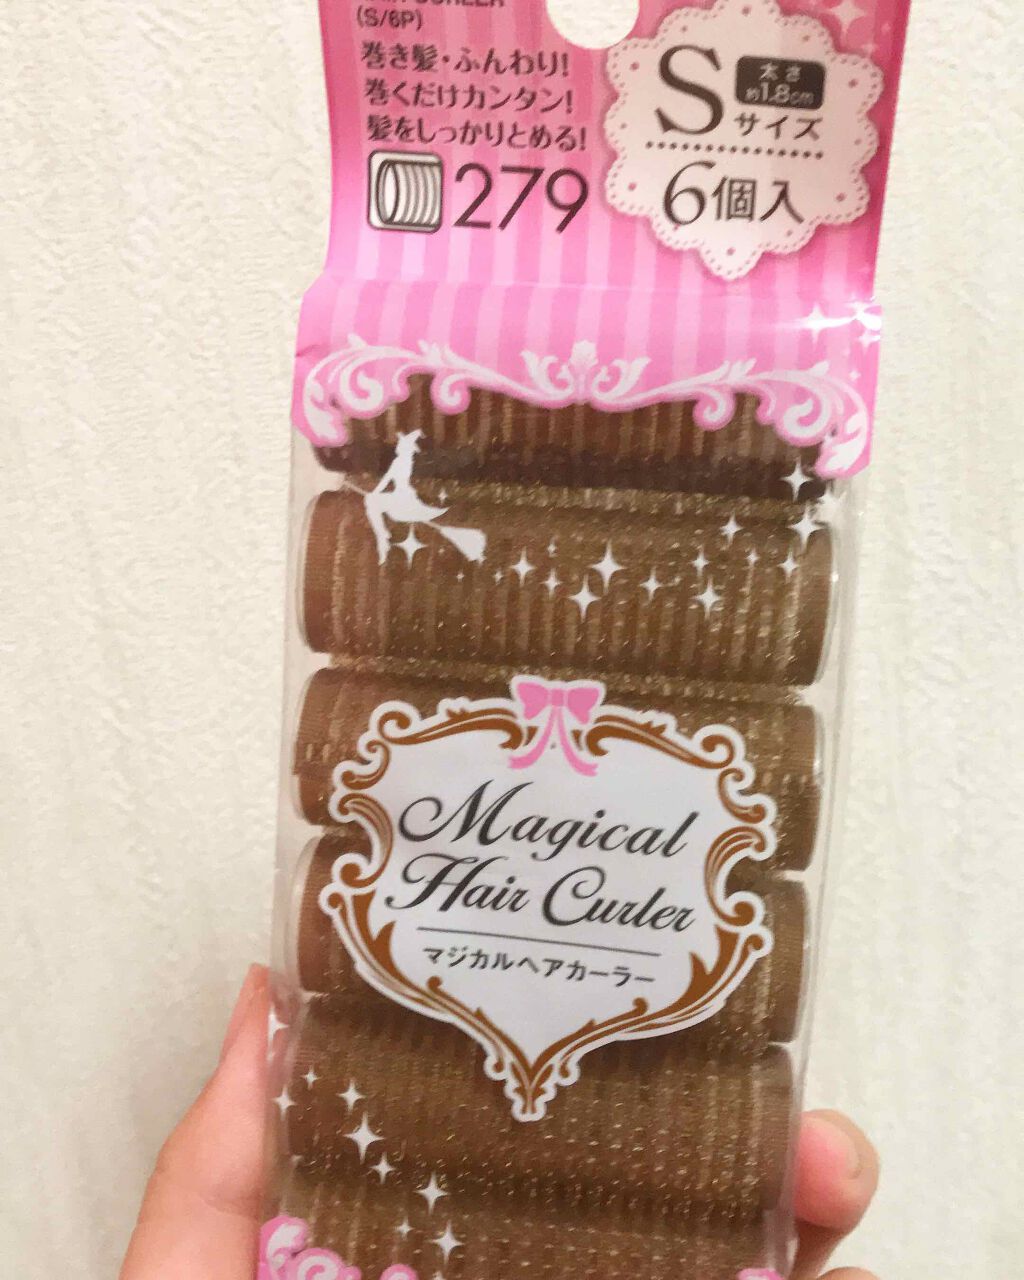 HAIR CURLER
(S/6P)
巻き髪・ふんわり!
巻くだけカンタン!
髪をしっかりとめる!
279
S
太さ
約1.8cm
サイズ
6個入
Magical
Hair Curler
マジカルヘアカーラー